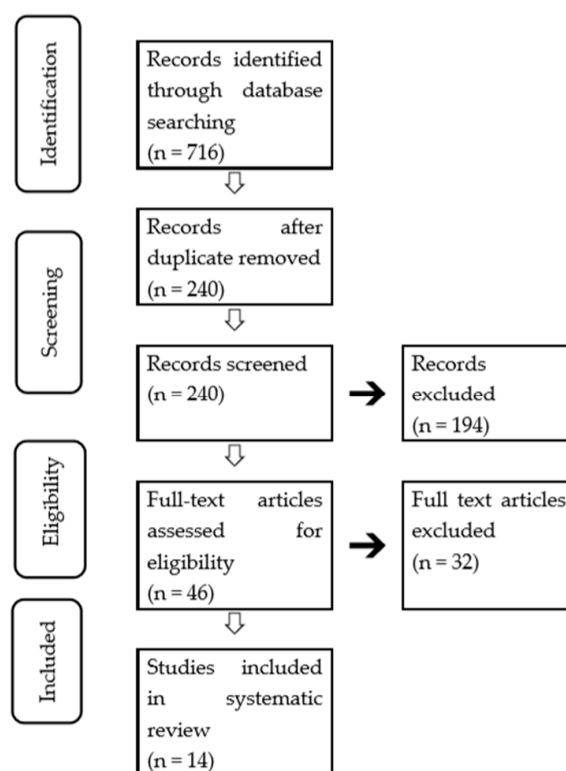 Identification
Records identified
through database
searching
(n = 716)
Screening
Records after
duplicate removed
(n = 240)
Records screened
(n = 240)
Records
excluded
(n = 194)
Eligibility
Full-text articles
assessed for
eligibility
(n = 46)
Full text articles
excluded
(n = 32)
Included
Studies included
in systematic
review
(n = 14)